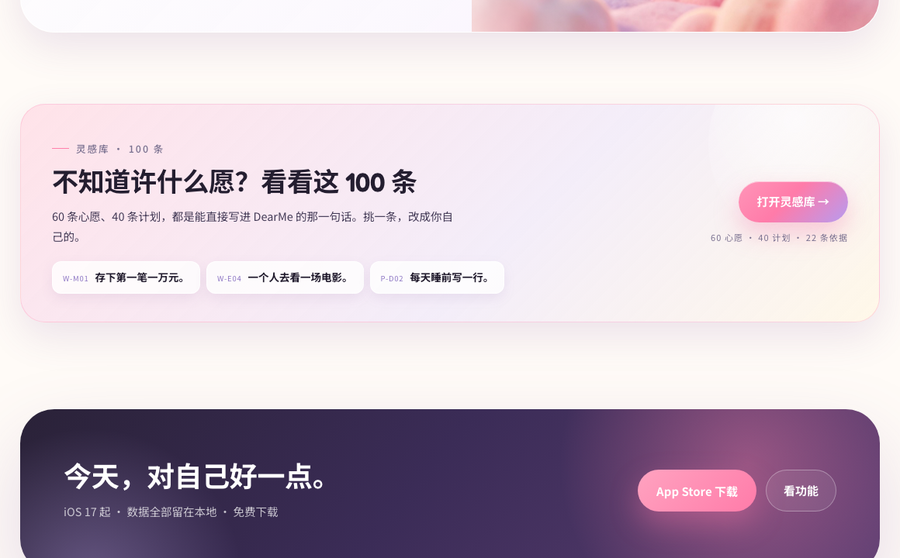 灵感库 · 100 条
不知道许什么愿？看看这 100 条
60 条心愿、40 条计划，都是能直接写进 DearMe 的那一句话。挑一条，改成你自
己的。
W-M01 存下第一笔一万元。
W-E04 一个人去看一场电影。
P-D02 每天睡前写一行。
打开灵感库 →
60 心愿 · 40 计划 · 22 条依据
今天，对自己好一点。
iOS 17 起 · 数据全部留在本地 · 免费下载
App Store 下载
看功能